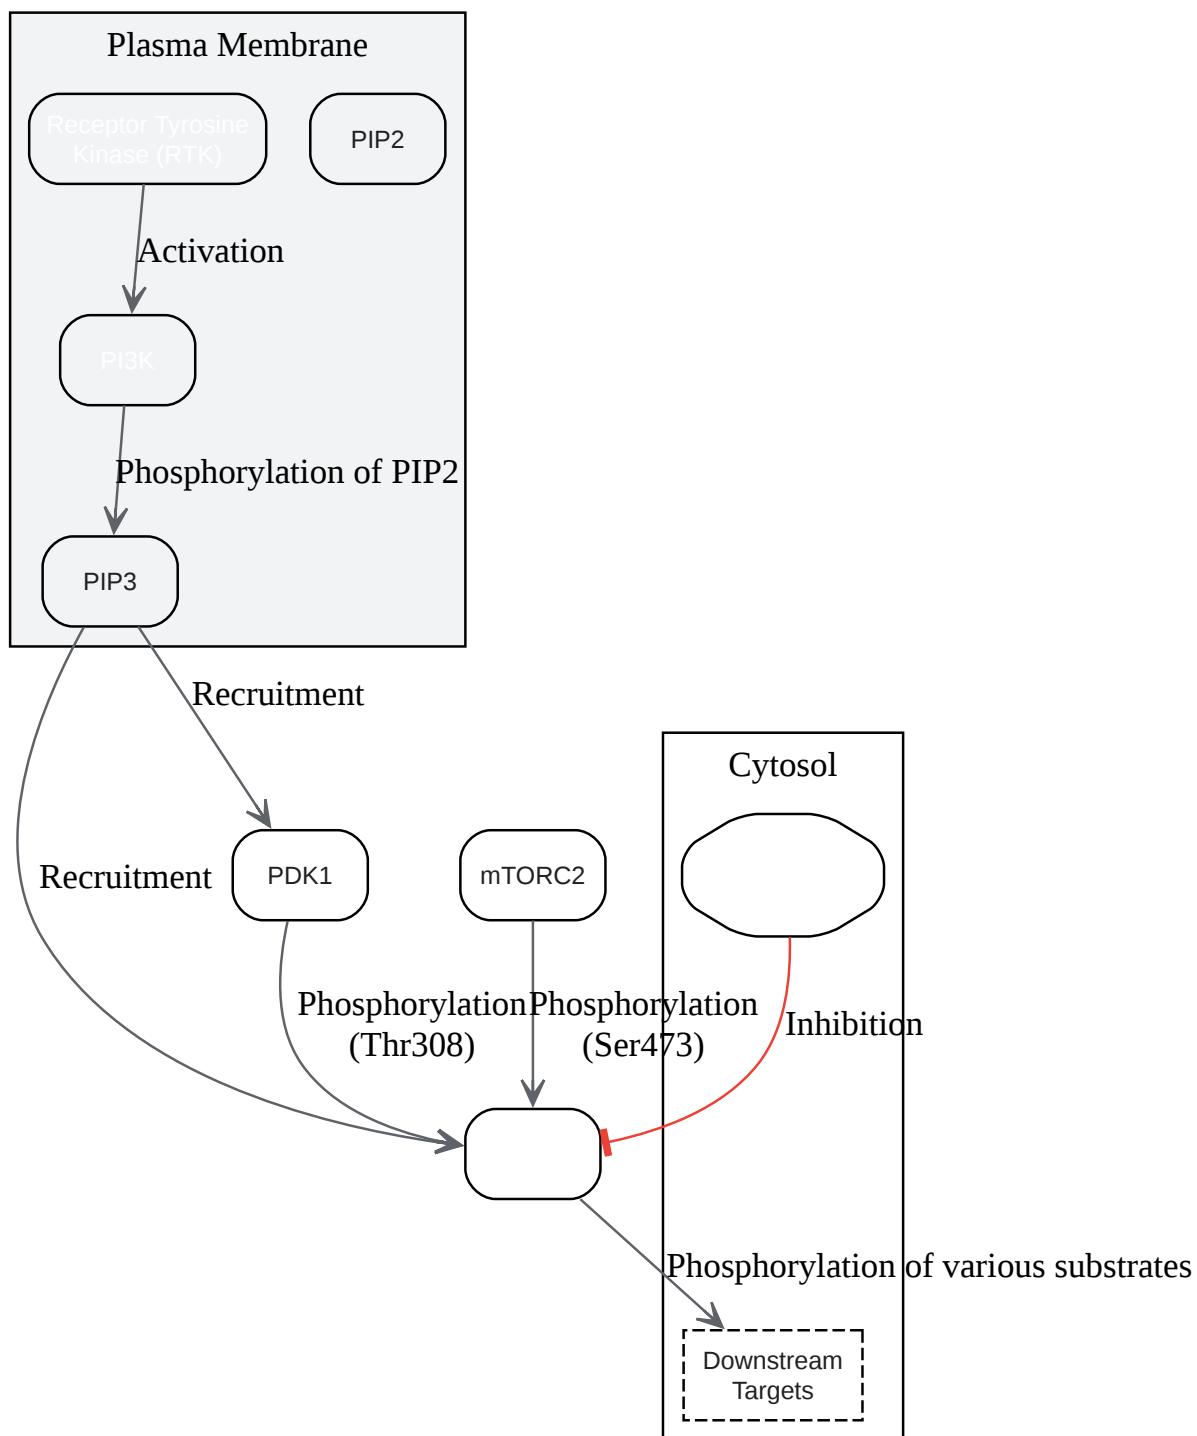 Plasma Membrane
Receptor Tyrosine
Kinase (RTK)
PIP2
Activation
PI3K
Phosphorylation of PIP2
PIP3
Recruitment
Cytosol
Recruitment
PDK1
mTORC2
Phosphorylation
(Thr308)
Phosphorylation
(Ser473)
Inhibition
Phosphorylation of various substrates
Downstream
Targets